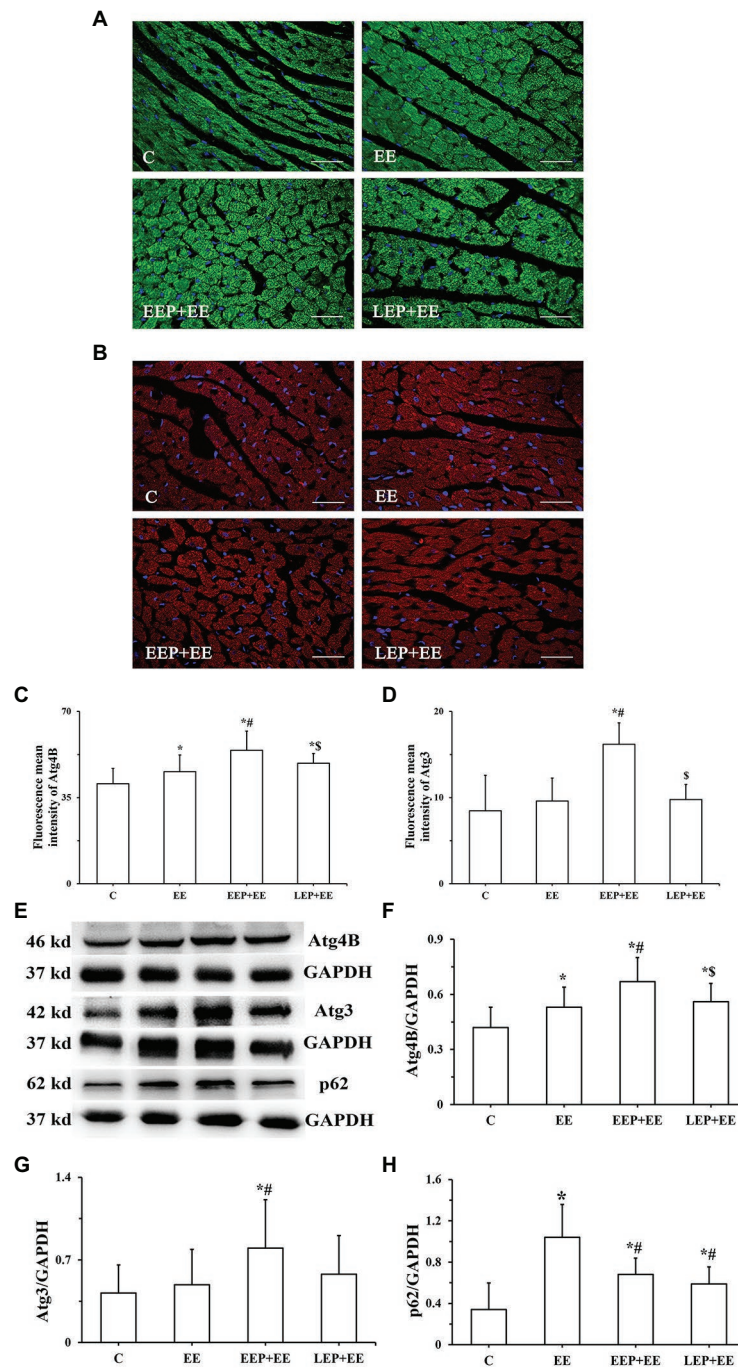 A
C
EE
EEP+EE
LEP+EE
B
C
EE
EEP+EE
LEP+EE
C
Fluorescence mean
intensity of Atg4B
70
35
0
*
*#
*$
C EE EEP+EE LEP+EE
D
Fluorescence mean
intensity of Atg3
20
10
0
*#
$
C EE EEP+EE LEP+EE
E
46 kd Atg4B
37 kd GAPDH
42 kd Atg3
37 kd GAPDH
62 kd p62
37 kd GAPDH
F
Atg4B/GAPDH
0.9
0.6
0.3
0
*
*#
*$
C EE EEP+EE LEP+EE
G
Atg3/GAPDH
1.4
0.7
0
*#
C EE EEP+EE LEP+EE
H
p62/GAPDH
1.6
1.2
0.8
0.4
0
*
*#
*#
C EE EEP+EE LEP+EE